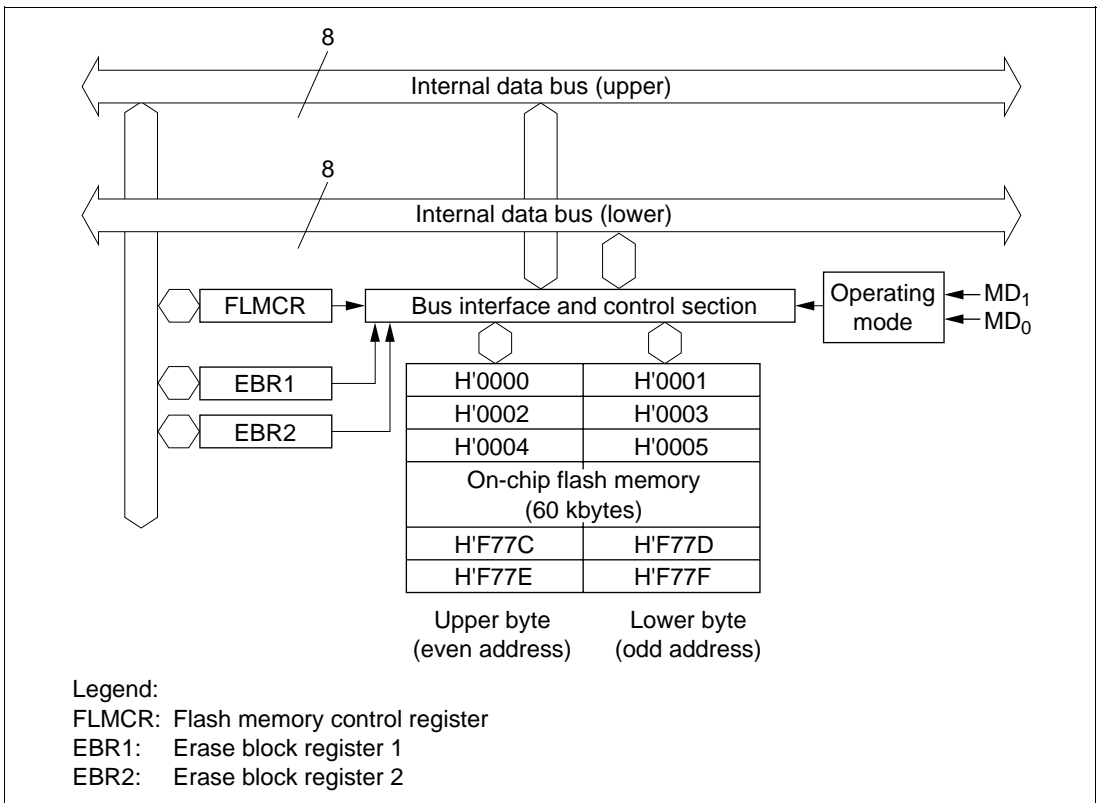 8
Internal data bus (upper)
8
Internal data bus (lower)
FLMCR
Bus interface and control section
Operating
mode
MD1
MD0
EBR1
EBR2
H'0000 H'0001
H'0002 H'0003
H'0004 H'0005
On-chip flash memory
(60 kbytes)
H'F77C H'F77D
H'F77E H'F77F
Upper byte
(even address)
Lower byte
(odd address)
Legend:
FLMCR: Flash memory control register
EBR1: Erase block register 1
EBR2: Erase block register 2